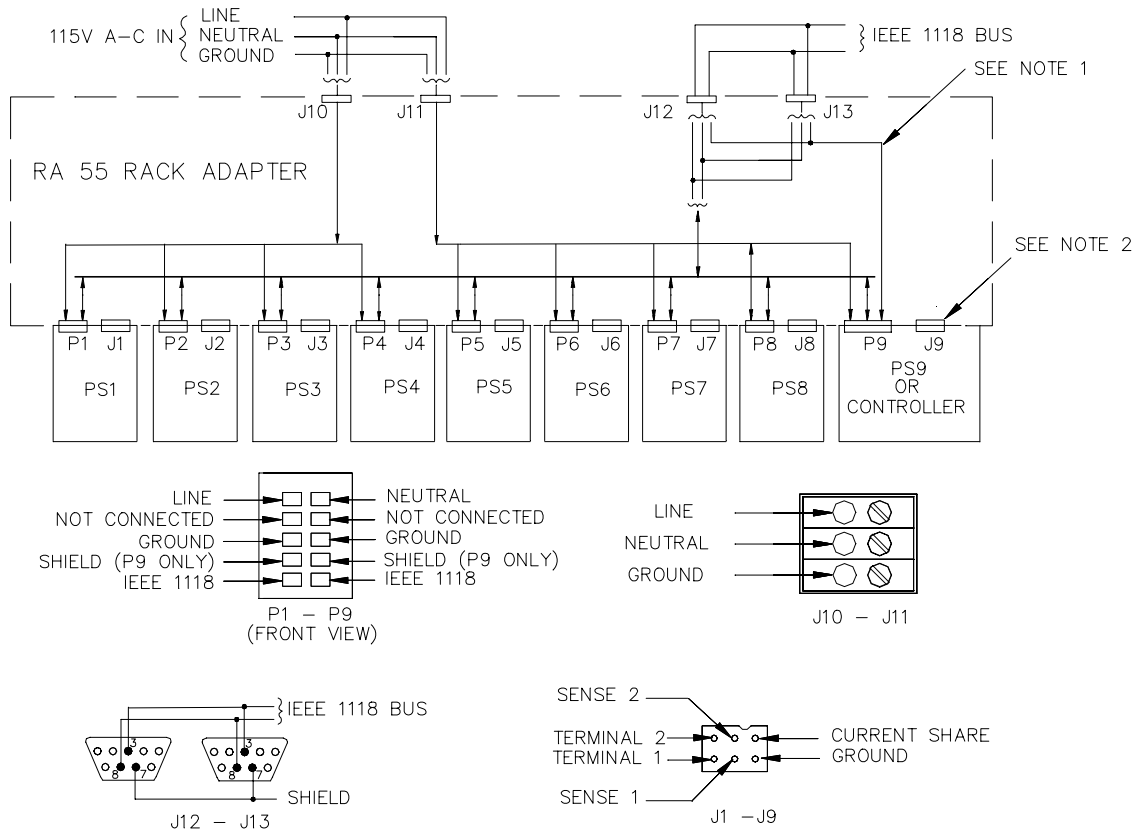 LINE
115V A-C IN
NEUTRAL
GROUND
IEEE 1118 BUS
SEE NOTE 1
J10
J11
J12
J13
RA 55 RACK ADAPTER
SEE NOTE 2
P1 J1
P2 J2
P3 J3
P4 J4
P5 J5
P6 J6
P7 J7
P8 J8
P9 J9
PS1
PS2
PS3
PS4
PS5
PS6
PS7
PS8
PS9
OR
CONTROLLER
LINE
NOT CONNECTED
GROUND
SHIELD (P9 ONLY)
IEEE 1118
NEUTRAL
NOT CONNECTED
GROUND
SHIELD (P9 ONLY)
IEEE 1118
P1 – P9
(FRONT VIEW)
LINE
NEUTRAL
GROUND
J10 – J11
IEEE 1118 BUS
3
8
7
3
8
7
SHIELD
J12 – J13
SENSE 2
TERMINAL 2
TERMINAL 1
SENSE 1
CURRENT SHARE
GROUND
J1 –J9